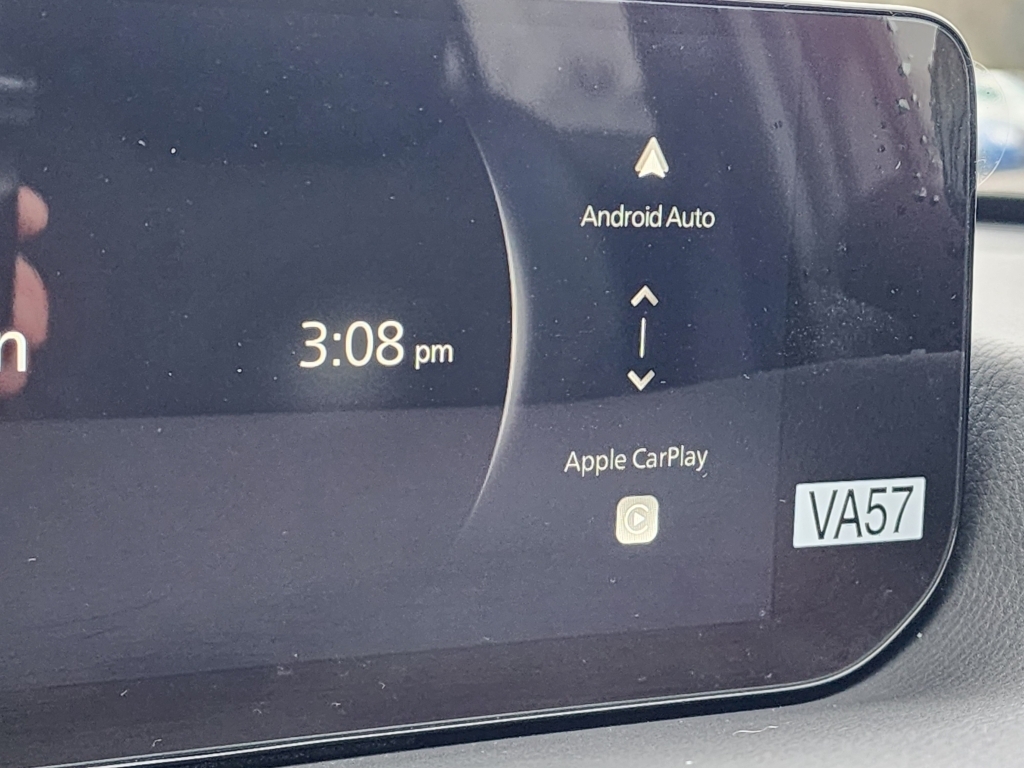 Android Auto
3:08 pm
Apple CarPlay
VA57